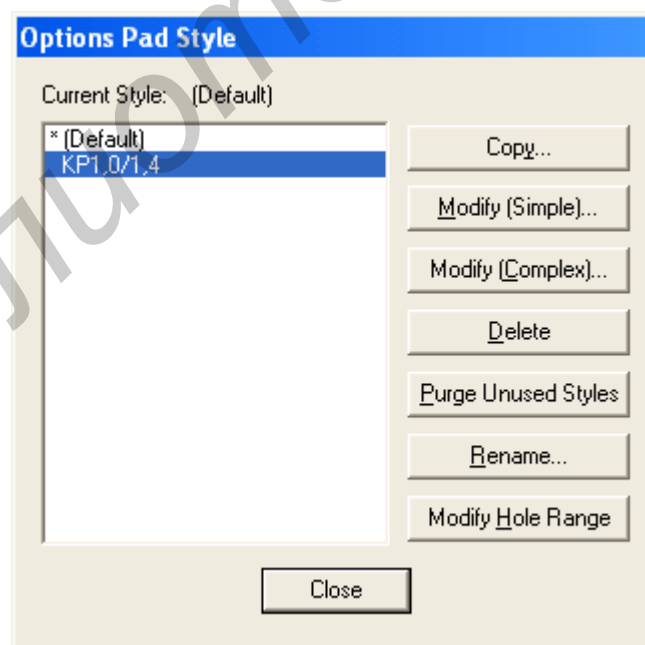 Options Pad Style
Current Style: (Default)
* (Default)
KP1,0/1,4
Copy...
Modify (Simple)...
Modify (Complex)...
Delete
Purge Unused Styles
Rename...
Modify Hole Range
Close